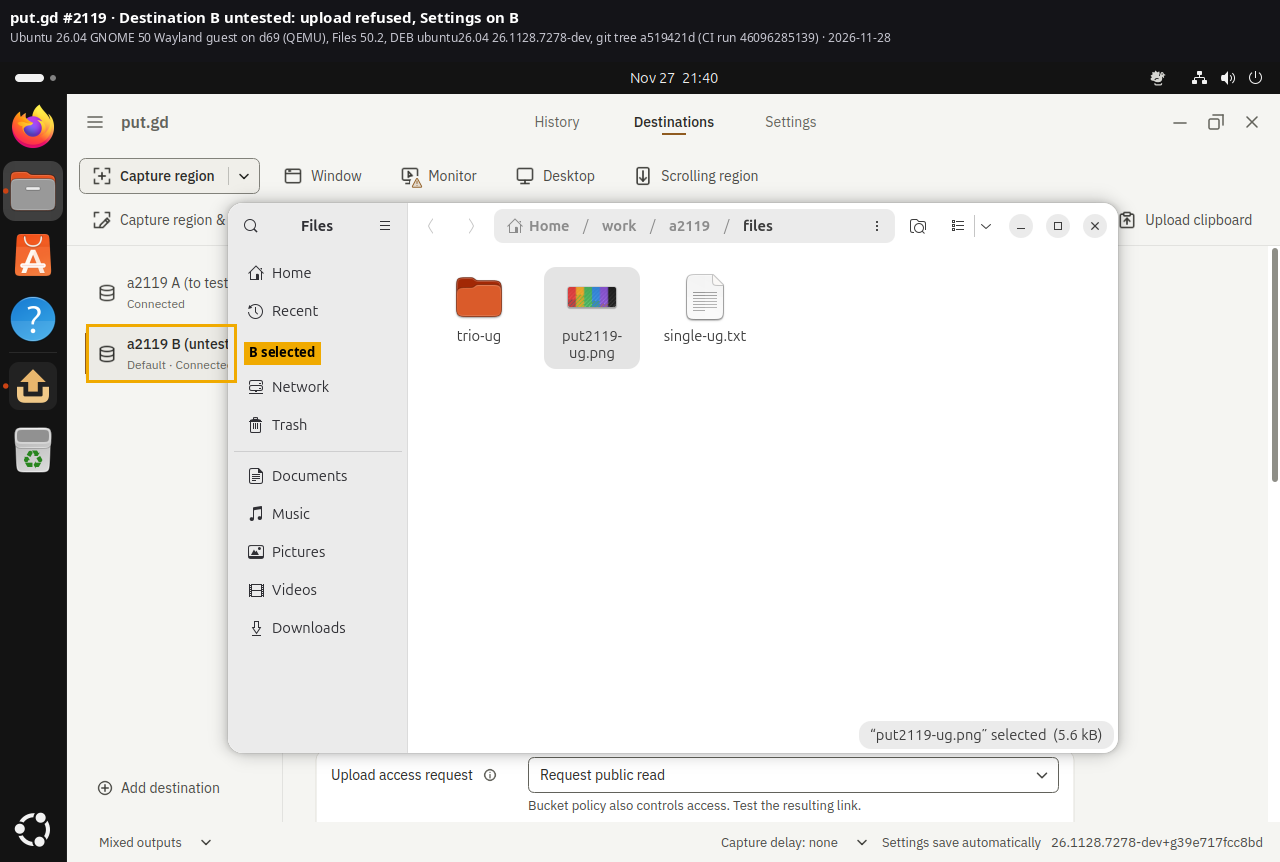 put.gd #2119 · Destination B untested: upload refused, Settings on B
Ubuntu 26.04 GNOME 50 Wayland guest on d69 (QEMU), Files 50.2, DEB ubuntu26.04 26.1128.7278-dev, git tree a519421d (CI run 46096285139) · 2026-11-28
Nov 27 21:40
put.gd
History
Destinations
Settings
Capture region
Window
Monitor
Desktop
Scrolling region
Capture region &
Upload clipboard
Files
Home / work / a2119 / files
a2119 A (to test
Connected
a2119 B (untest
Default · Connecte
Home
Recent
B selected
Network
Trash
Documents
Music
Pictures
Videos
Downloads
trio-ug
put2119-
ug.png
single-ug.txt
“put2119-ug.png” selected (5.6 kB)
Upload access request
Request public read
Bucket policy also controls access. Test the resulting link.
Add destination
Mixed outputs
Capture delay: none
Settings save automatically
26.1128.7278-dev+g39e717fcc8bd